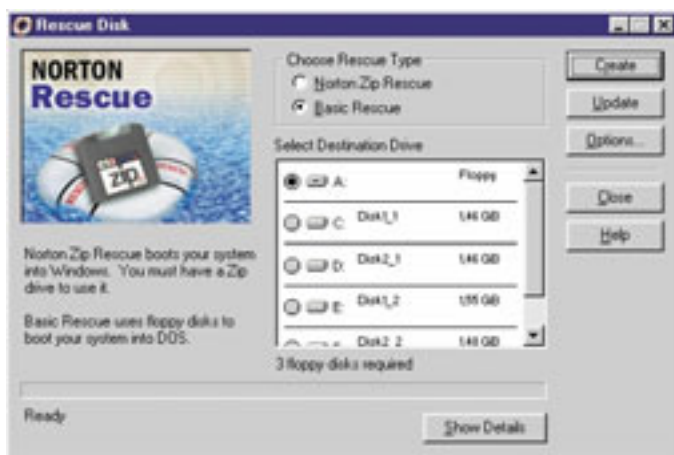 Rescue Disk
NORTON
Rescue
zip
Norton Zip Rescue boots your system
into Windows. You must have a Zip
drive to use it.
Basic Rescue uses floppy disks to
boot your system into DOS.
Choose Rescue Type
Norton Zip Rescue
Basic Rescue
Select Destination Drive
A: Floppy
C: Disk1_1 1,46 GB
D: Disk2_1 1,46 GB
E: Disk1_2 1,55 GB
Disk2_2 1,48 GB
3 floppy disks required
Create
Update
Options...
Close
Help
Ready
Show Details